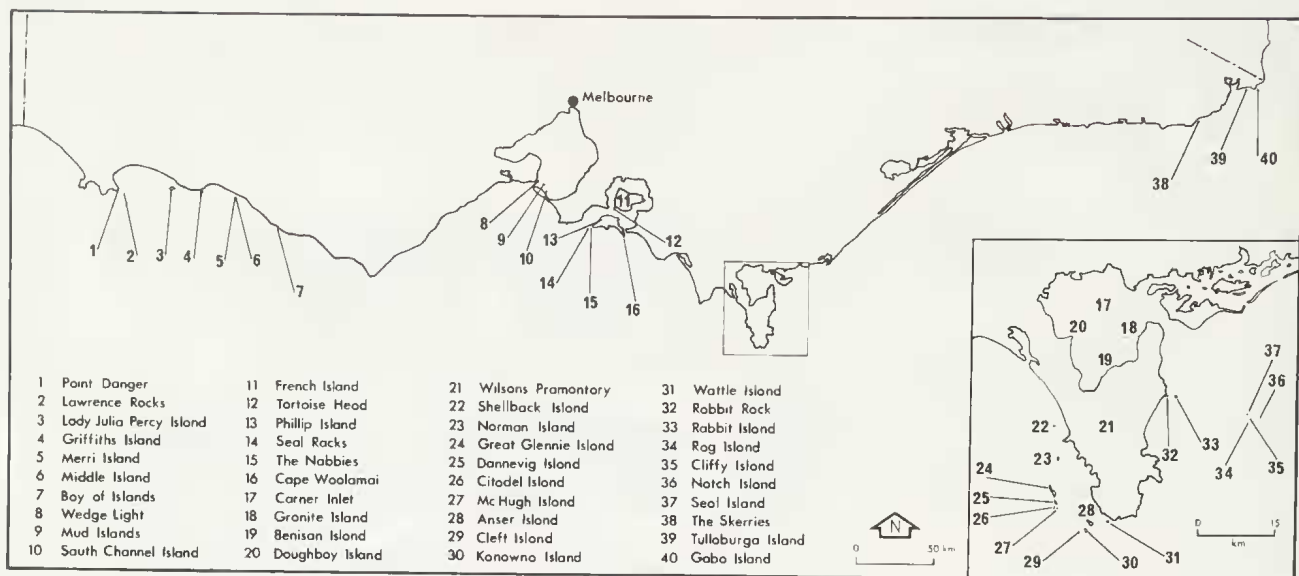 Melbourne
1
2
3
4
5
6
7
8
9
10
11
12
13
14
15
16
38
39
40
17
18
19
20
21
22
23
24
25
26
27
28
29
30
31
32
33
34
35
36
37
0 15
km
N
0 50 km
1 Point Danger
2 Lawrence Rocks
3 Lady Julia Percy Island
4 Griffiths Island
5 Merri Island
6 Middle Island
7 Bay of Islands
8 Wedge Light
9 Mud Islands
10 South Channel Island
11 French Island
12 Tortoise Head
13 Phillip Island
14 Seal Rocks
15 The Nobbies
16 Cape Woolamai
17 Corner Inlet
18 Granite Island
19 Benison Island
20 Doughboy Island
21 Wilsons Promontory
22 Shellback Island
23 Norman Island
24 Great Glennie Island
25 Dannevig Island
26 Citadel Island
27 McHugh Island
28 Anser Island
29 Cleft Island
30 Kanowna Island
31 Wattle Island
32 Rabbit Rock
33 Rabbit Island
34 Rag Island
35 Cliffy Island
36 Notch Island
37 Seal Island
38 The Skerries
39 Tullaburga Island
40 Gabo Island